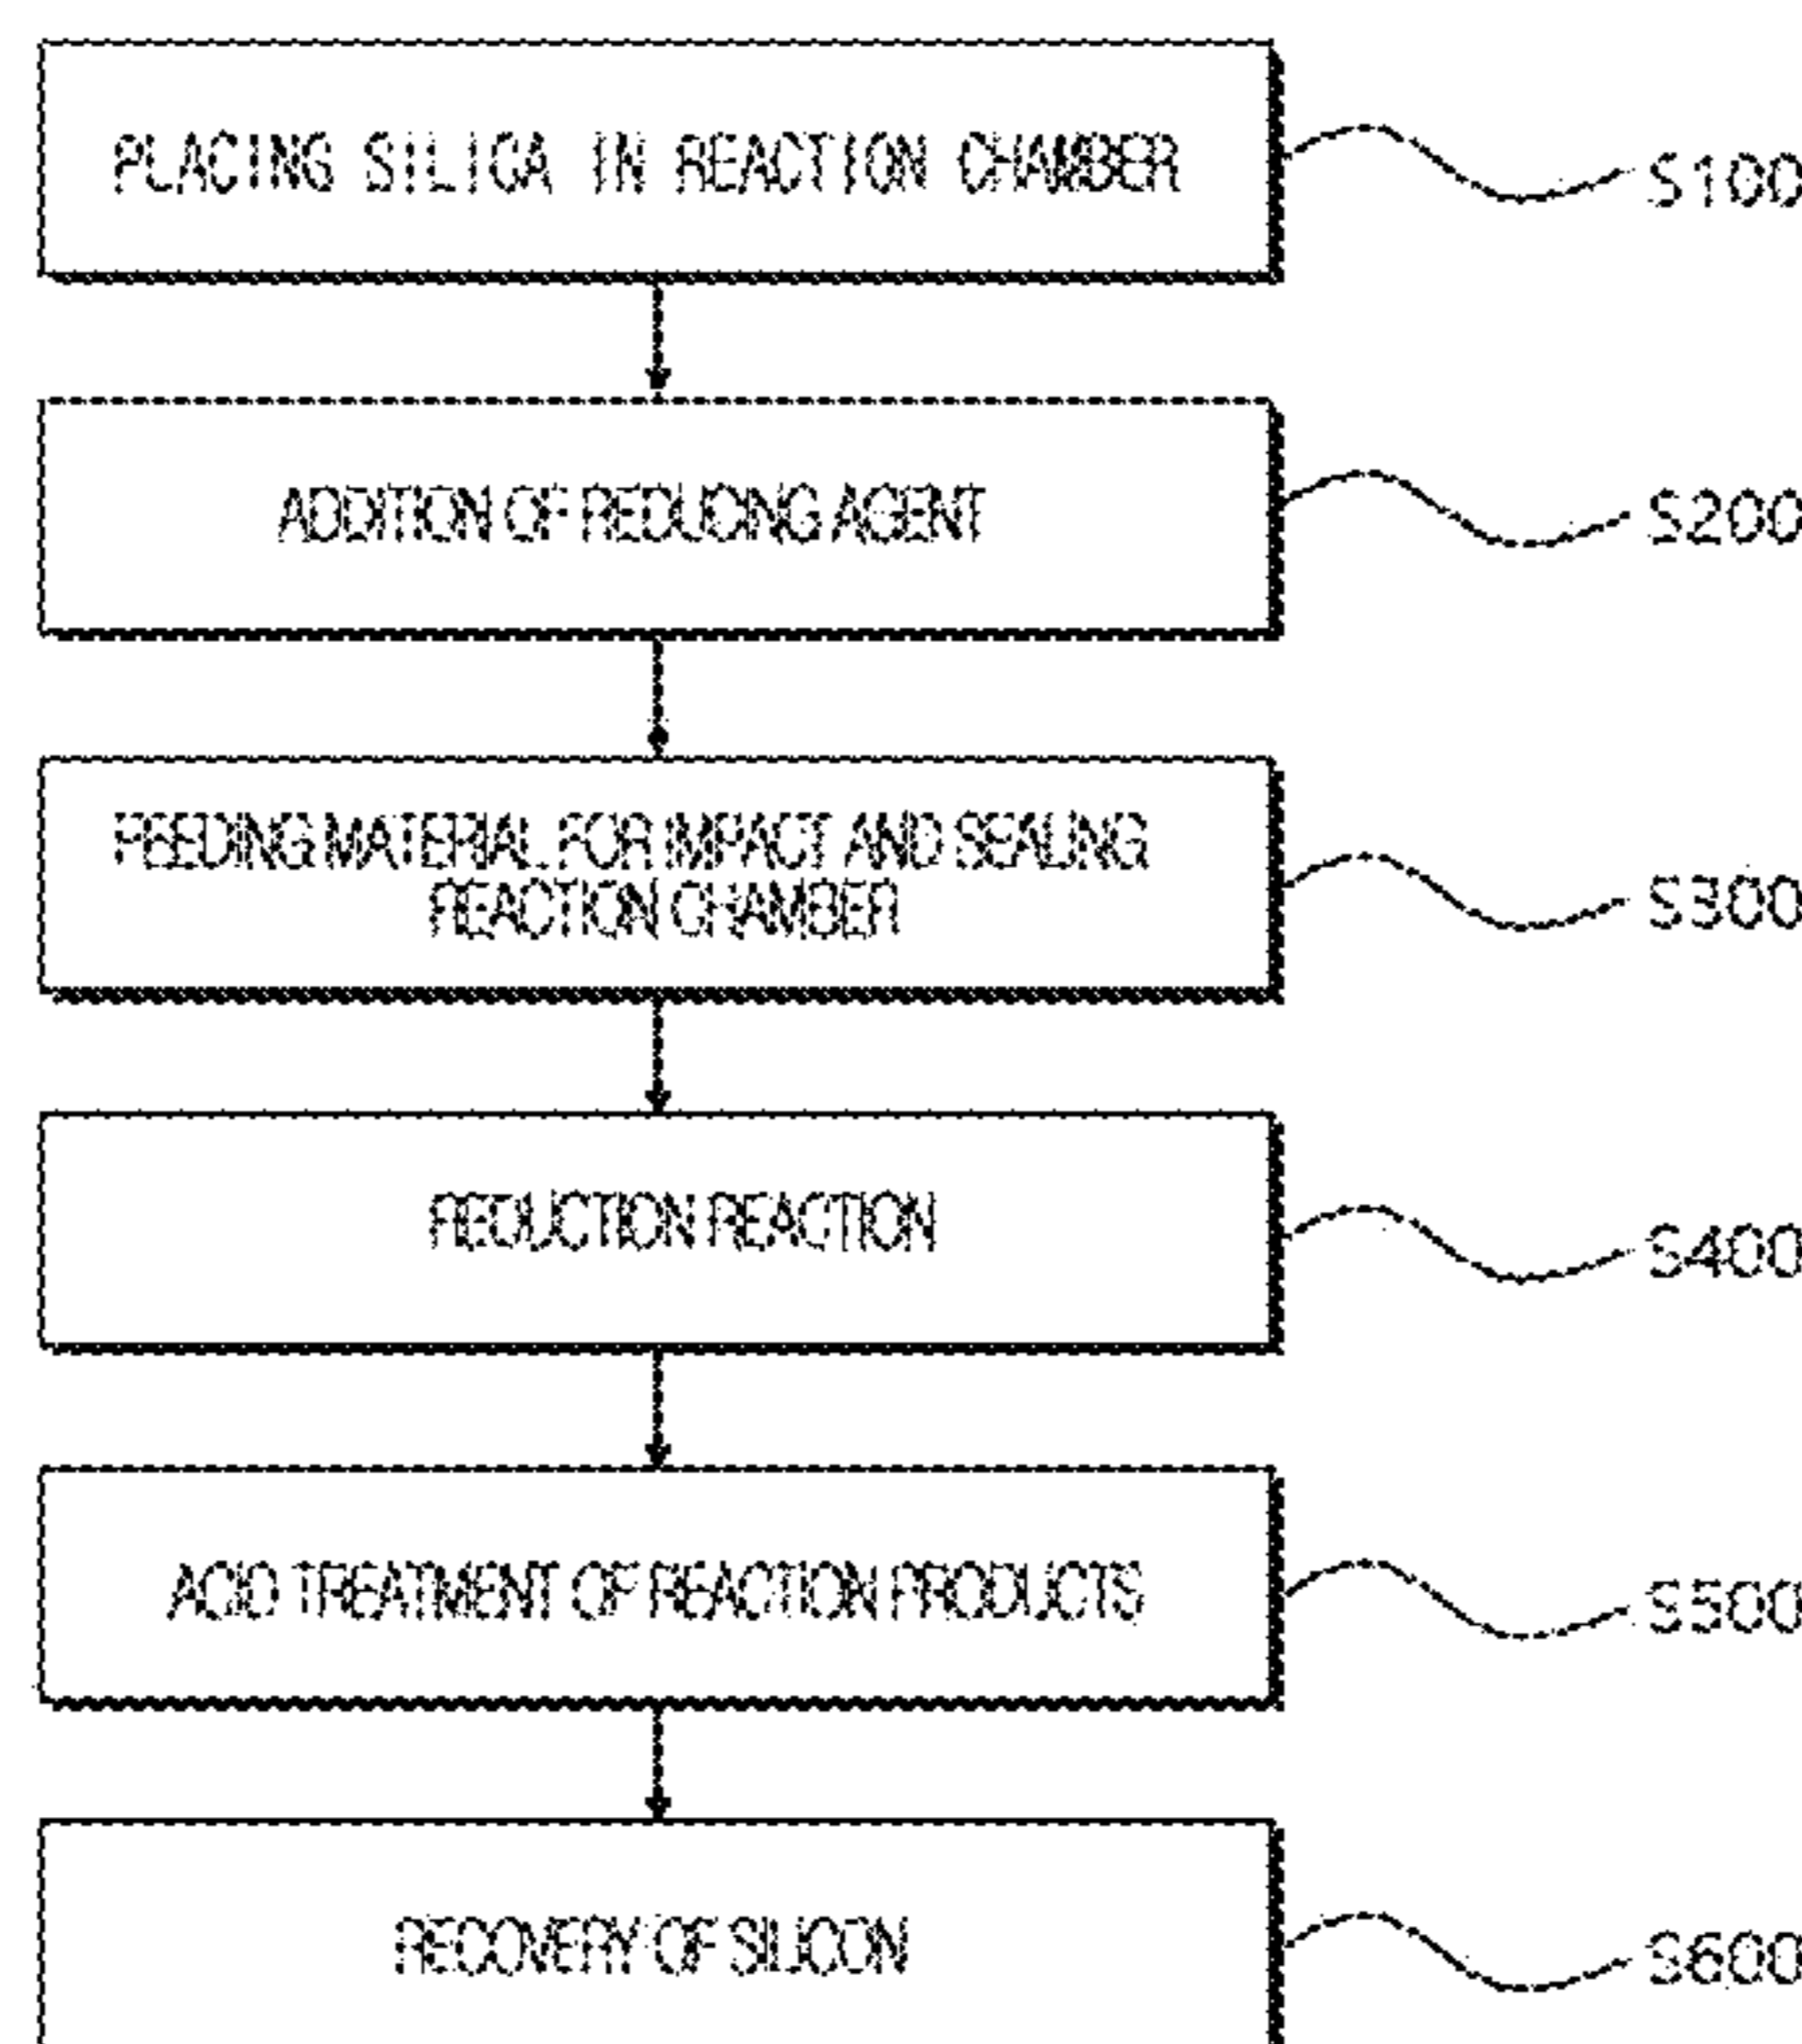 PLACING SILICA IN REACTION CHAMBER
S100
ADDITION OF REDUCING AGENT
S200
FEEDING MATERIAL FOR IMPACT AND SEALING
REACTION CHAMBER
S300
REDUCTION REACTION
S400
ACID TREATMENT OF REACTION PRODUCTS
S500
RECOVERY OF SILICON
S600